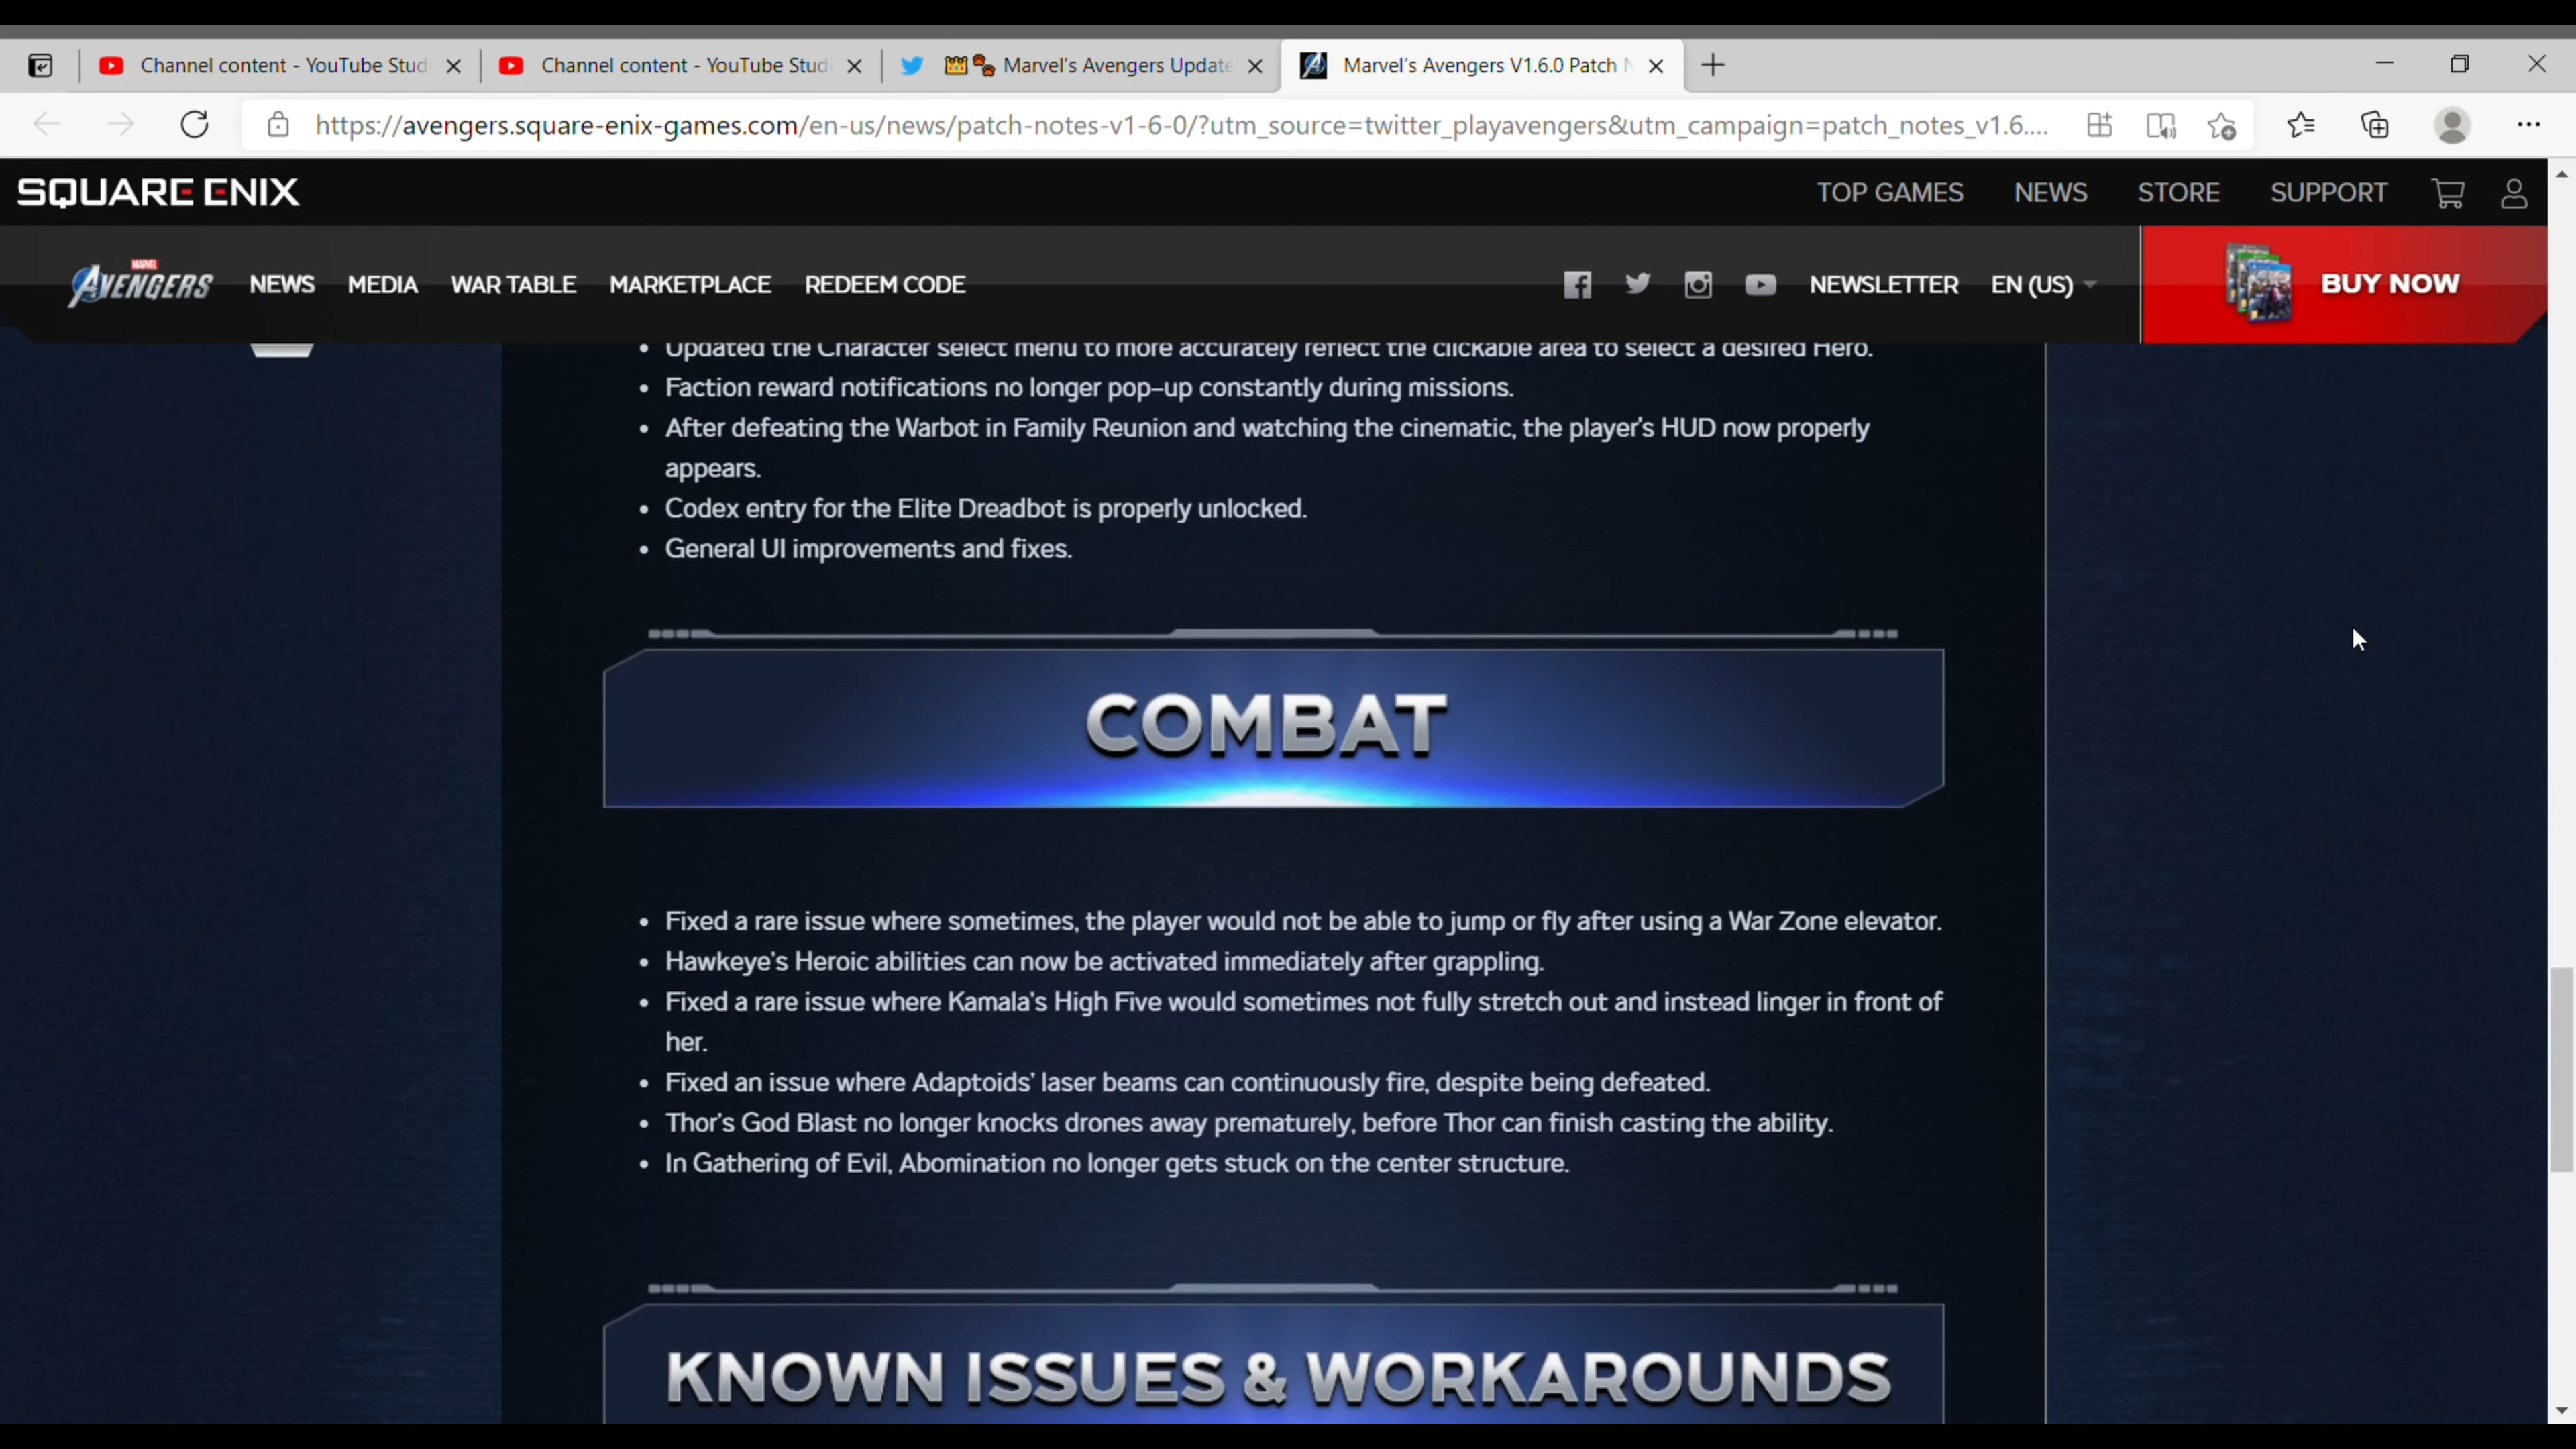 Channel content - YouTube Studi
Channel content - YouTube Studi
Marvel's Avengers Update
Marvel's Avengers V1.6.0 Patch N
https://avengers.square-enix-games.com/en-us/news/patch-notes-v1-6-0/?utm_source=twitter_playavengers&utm_campaign=patch_notes_v1.6....
SQUARE ENIX
TOP GAMES
NEWS
STORE
SUPPORT
MARVEL
AVENGERS
NEWS
MEDIA
WAR TABLE
MARKETPLACE
REDEEM CODE
NEWSLETTER
EN (US)
BUY NOW
• Updated the Character select menu to more accurately reflect the clickable area to select a desired Hero.
• Faction reward notifications no longer pop-up constantly during missions.
• After defeating the Warbot in Family Reunion and watching the cinematic, the player's HUD now properly
appears.
• Codex entry for the Elite Dreadbot is properly unlocked.
• General UI improvements and fixes.
COMBAT
• Fixed a rare issue where sometimes, the player would not be able to jump or fly after using a War Zone elevator.
• Hawkeye's Heroic abilities can now be activated immediately after grappling.
• Fixed a rare issue where Kamala's High Five would sometimes not fully stretch out and instead linger in front of
her.
• Fixed an issue where Adaptoids' laser beams can continuously fire, despite being defeated.
• Thor's God Blast no longer knocks drones away prematurely, before Thor can finish casting the ability.
• In Gathering of Evil, Abomination no longer gets stuck on the center structure.
KNOWN ISSUES & WORKAROUNDS